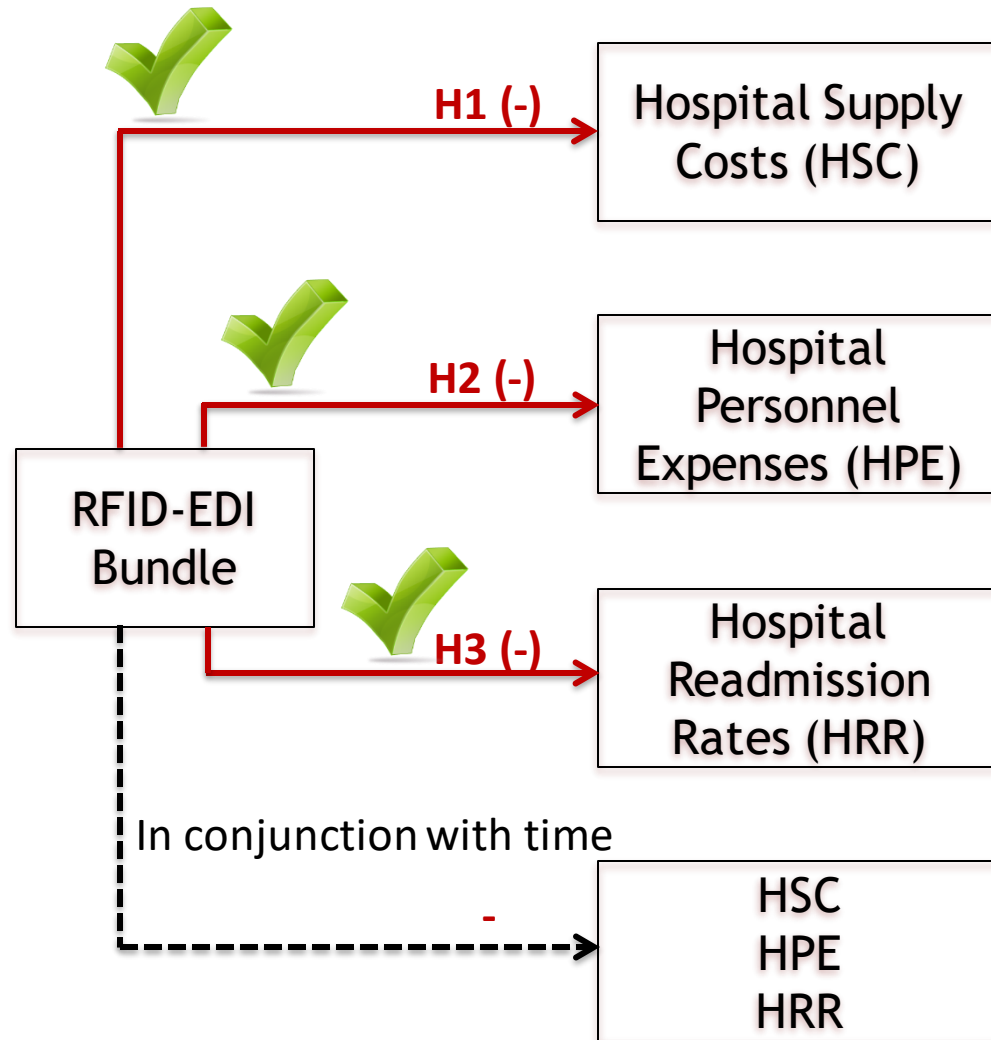 H1 (-)
Hospital Supply
Costs (HSC)
H2 (-)
Hospital
Personnel
Expenses (HPE)
RFID-EDI
Bundle
H3 (-)
Hospital
Readmission
Rates (HRR)
In conjunction with time
-
HSC
HPE
HRR